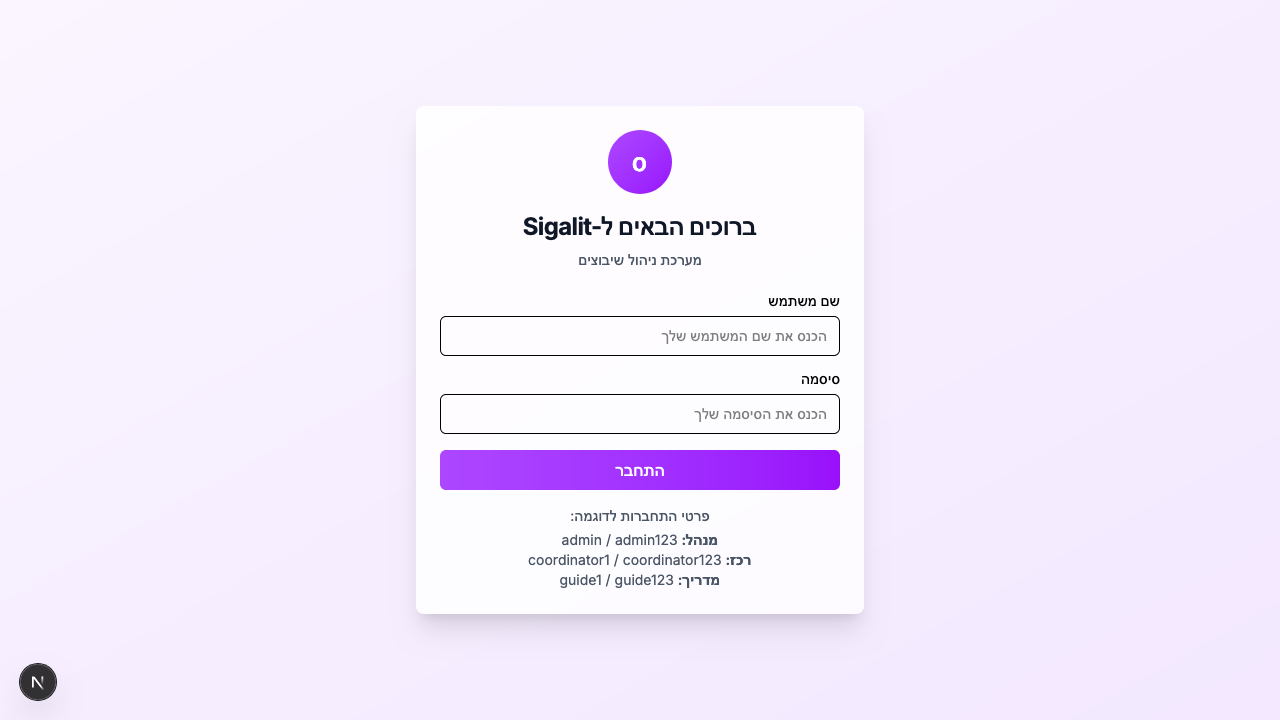 ס
ברוכים הבאים ל-Sigalit
מערכת ניהול שיבוצים
שם משתמש
הכנס את שם המשתמש שלך
סיסמה
הכנס את הסיסמה שלך
התחבר
פרטי התחברות לדוגמה:
מנהל: admin / admin123
רכז: coordinator1 / coordinator123
מדריך: guide1 / guide123
N